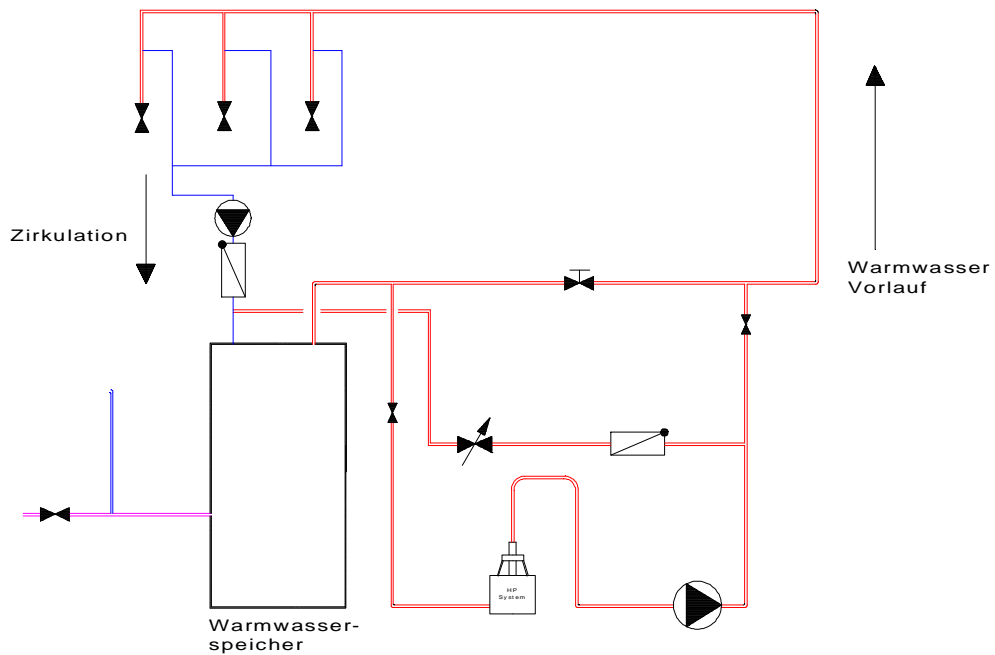 Zirkulation
Warmwasser
Vorlauf
HP
System
Warmwasser-
speicher